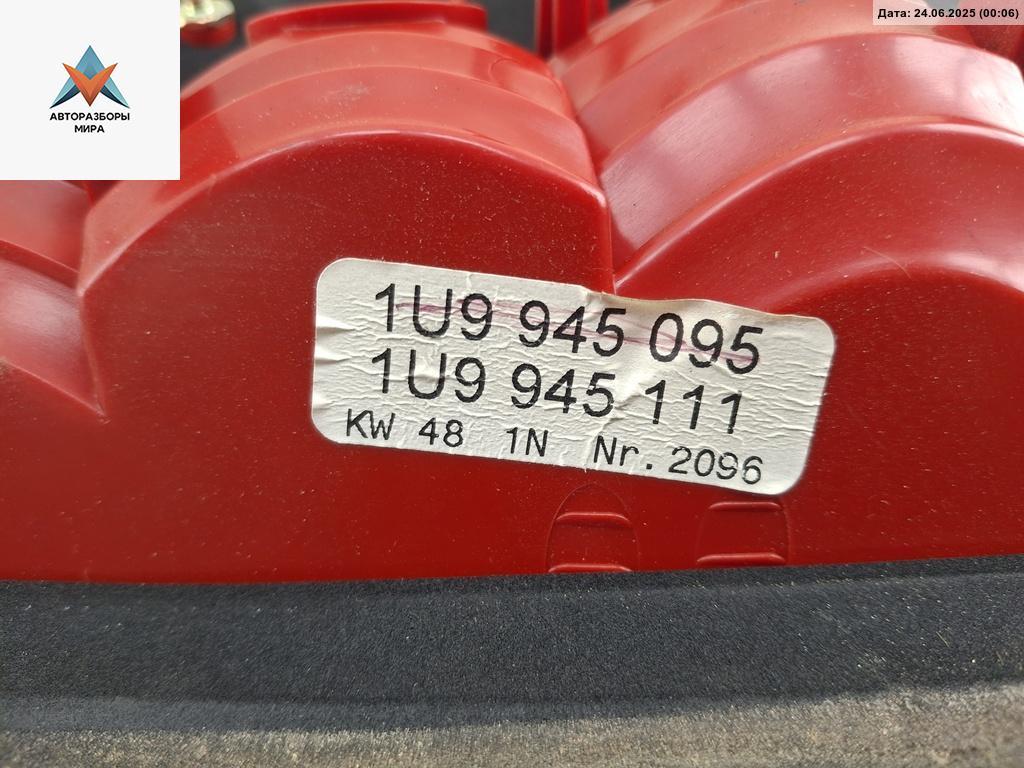 Дата: 24.06.2025 (00:06)
АВТОРАЗБОРЫ
МИРА
1U9 945 095
1U9 945 111
KW 48 1N Nr. 2096